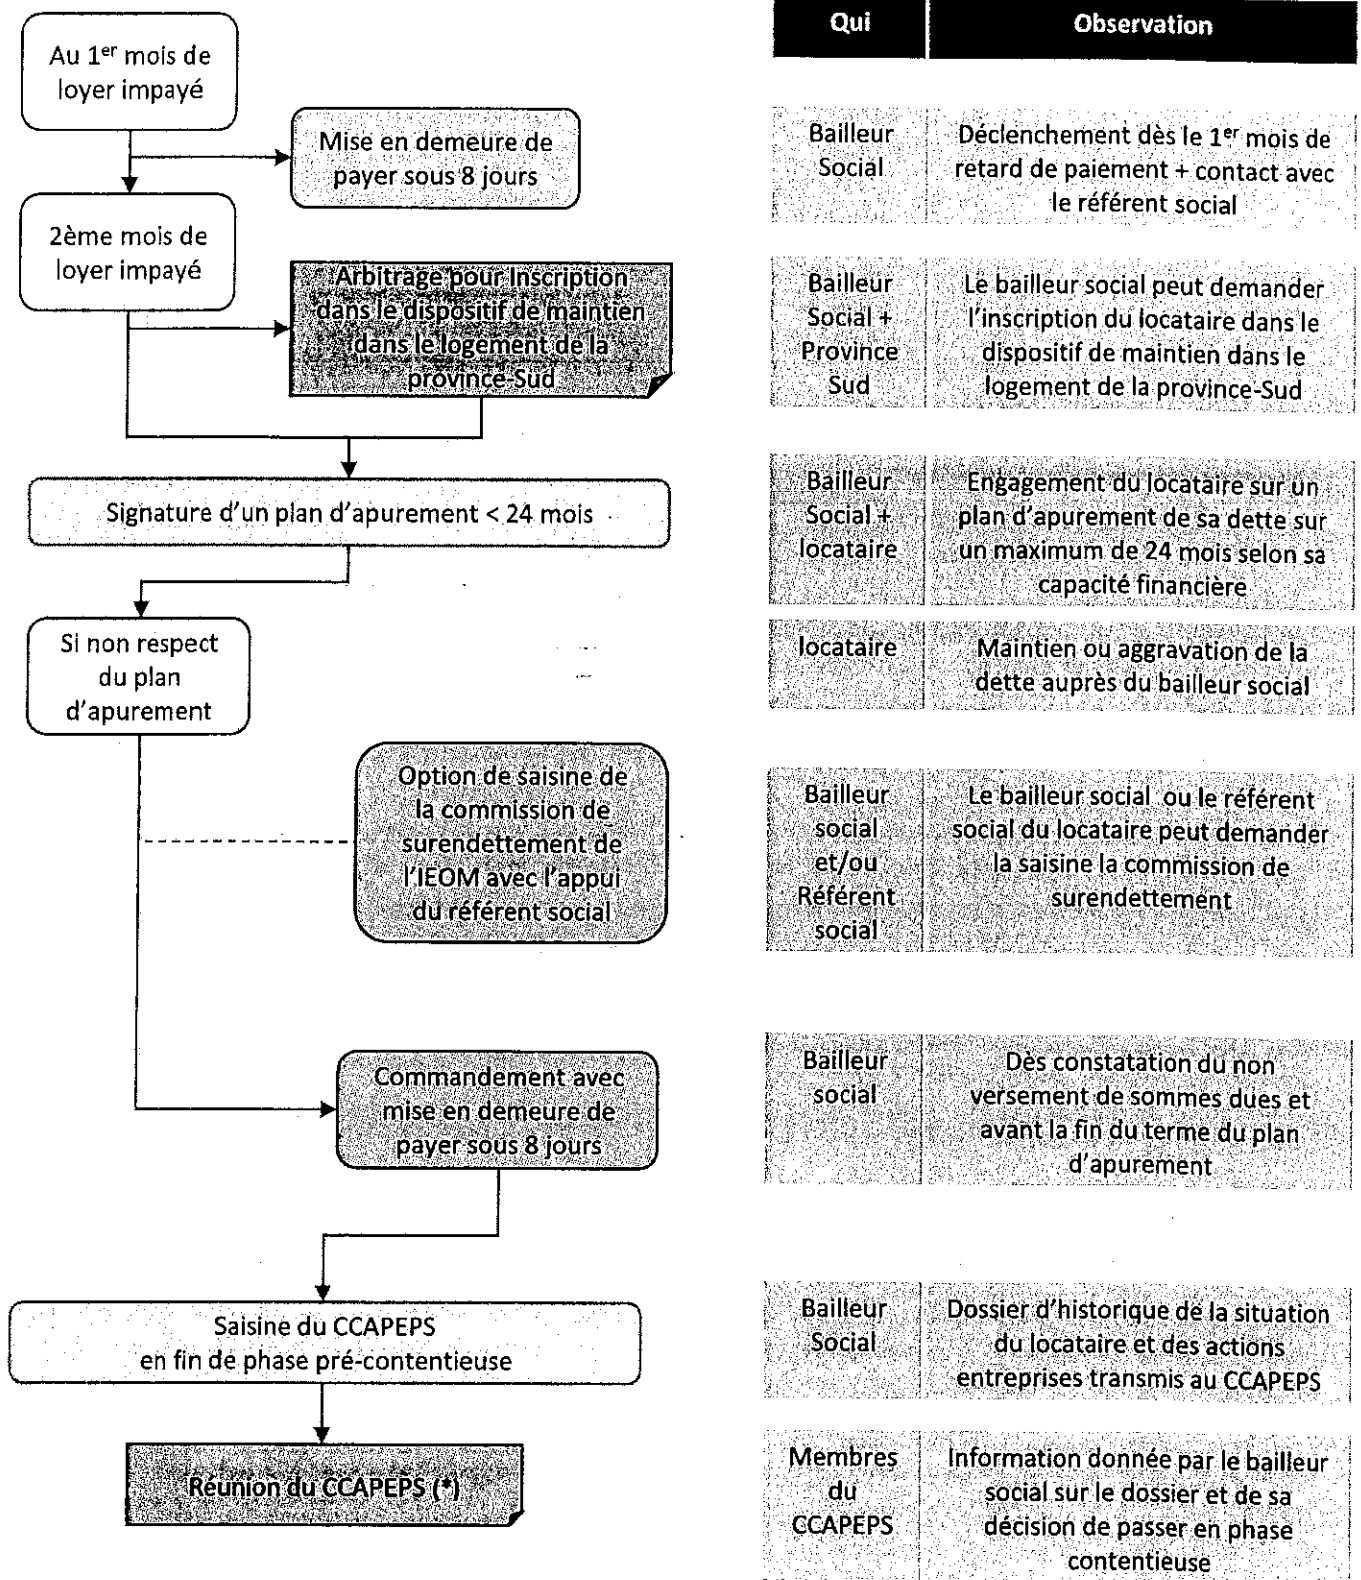 Au 1er mois de
loyer impayé
Mise en demeure de
payer sous 8 jours
2ème mois de
loyer impayé
Arbitrage pour Inscription
dans le dispositif de maintien
dans le logement de la
province-Sud
Signature d'un plan d'apurement < 24 mois
Si non respect
du plan
d'apurement
Option de saisine de
la commission de
surendettement de
l'IEOM avec l'appui
du référent social
Commandement avec
mise en demeure de
payer sous 8 jours
Saisine du CCAPEPS
en fin de phase pré-contentieuse
Réunion du CCAPEPS (*)
Qui
Observation
Bailleur
Social
Déclenchement dès le 1er mois de
retard de paiement + contact avec
le référent social
Bailleur
Social +
Province
Sud
Le bailleur social peut demander
l'inscription du locataire dans le
dispositif de maintien dans le
logement de la province-Sud
Bailleur
Social +
locataire
Engagement du locataire sur un
plan d'apurement de sa dette sur
un maximum de 24 mois selon sa
capacité financière
locataire
Maintien ou aggravation de la
dette auprès du bailleur social
Bailleur
social
et/ou
Référent
social
Le bailleur social ou le référent
social du locataire peut demander
la saisine la commission de
surendettement
Bailleur
social
Dès constatation du non
versement de sommes dues et
avant la fin du terme du plan
d'apurement
Bailleur
Social
Dossier d'historique de la situation
du locataire et des actions
entreprises transmis au CCAPEPS
Membres
du
CCAPEPS
Information donnée par le bailleur
social sur le dossier et de sa
décision de passer en phase
contentieuse